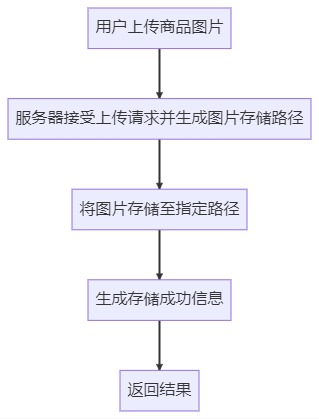 用户上传商品图片
服务器接受上传请求并生成图片存储路径
将图片存储至指定路径
生成存储成功信息
返回结果